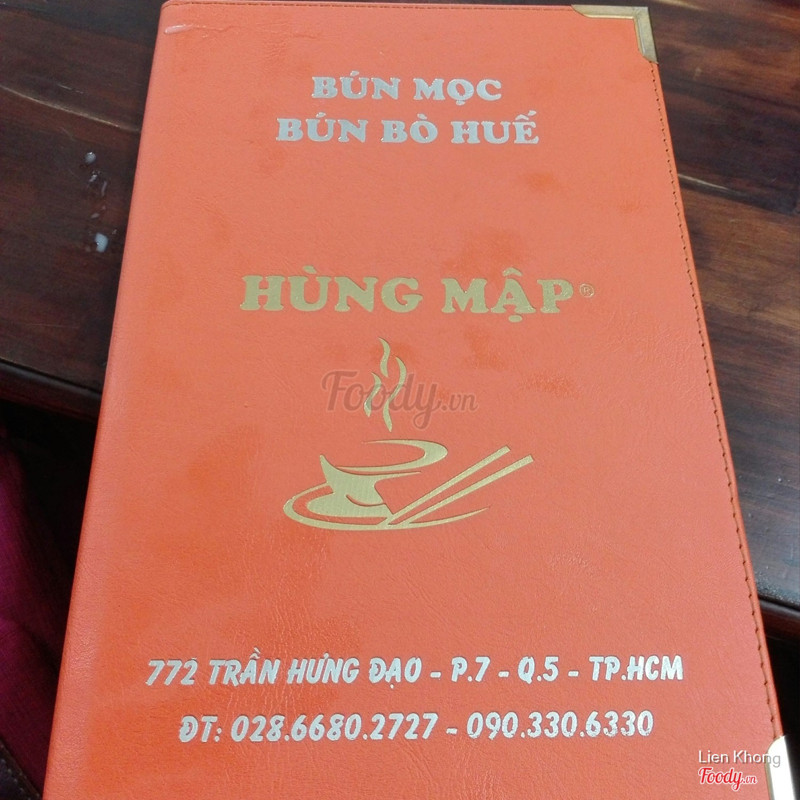 BÚN MỌC
BÚN BÒ HUẾ
HÙNG MẬP®
Foody.vn
772 TRẦN HƯNG ĐẠO - P.7 - Q.5 - TP.HCM
ĐT: 028.6680.2727 - 090.330.6330
Lien Khong
Foody.vn